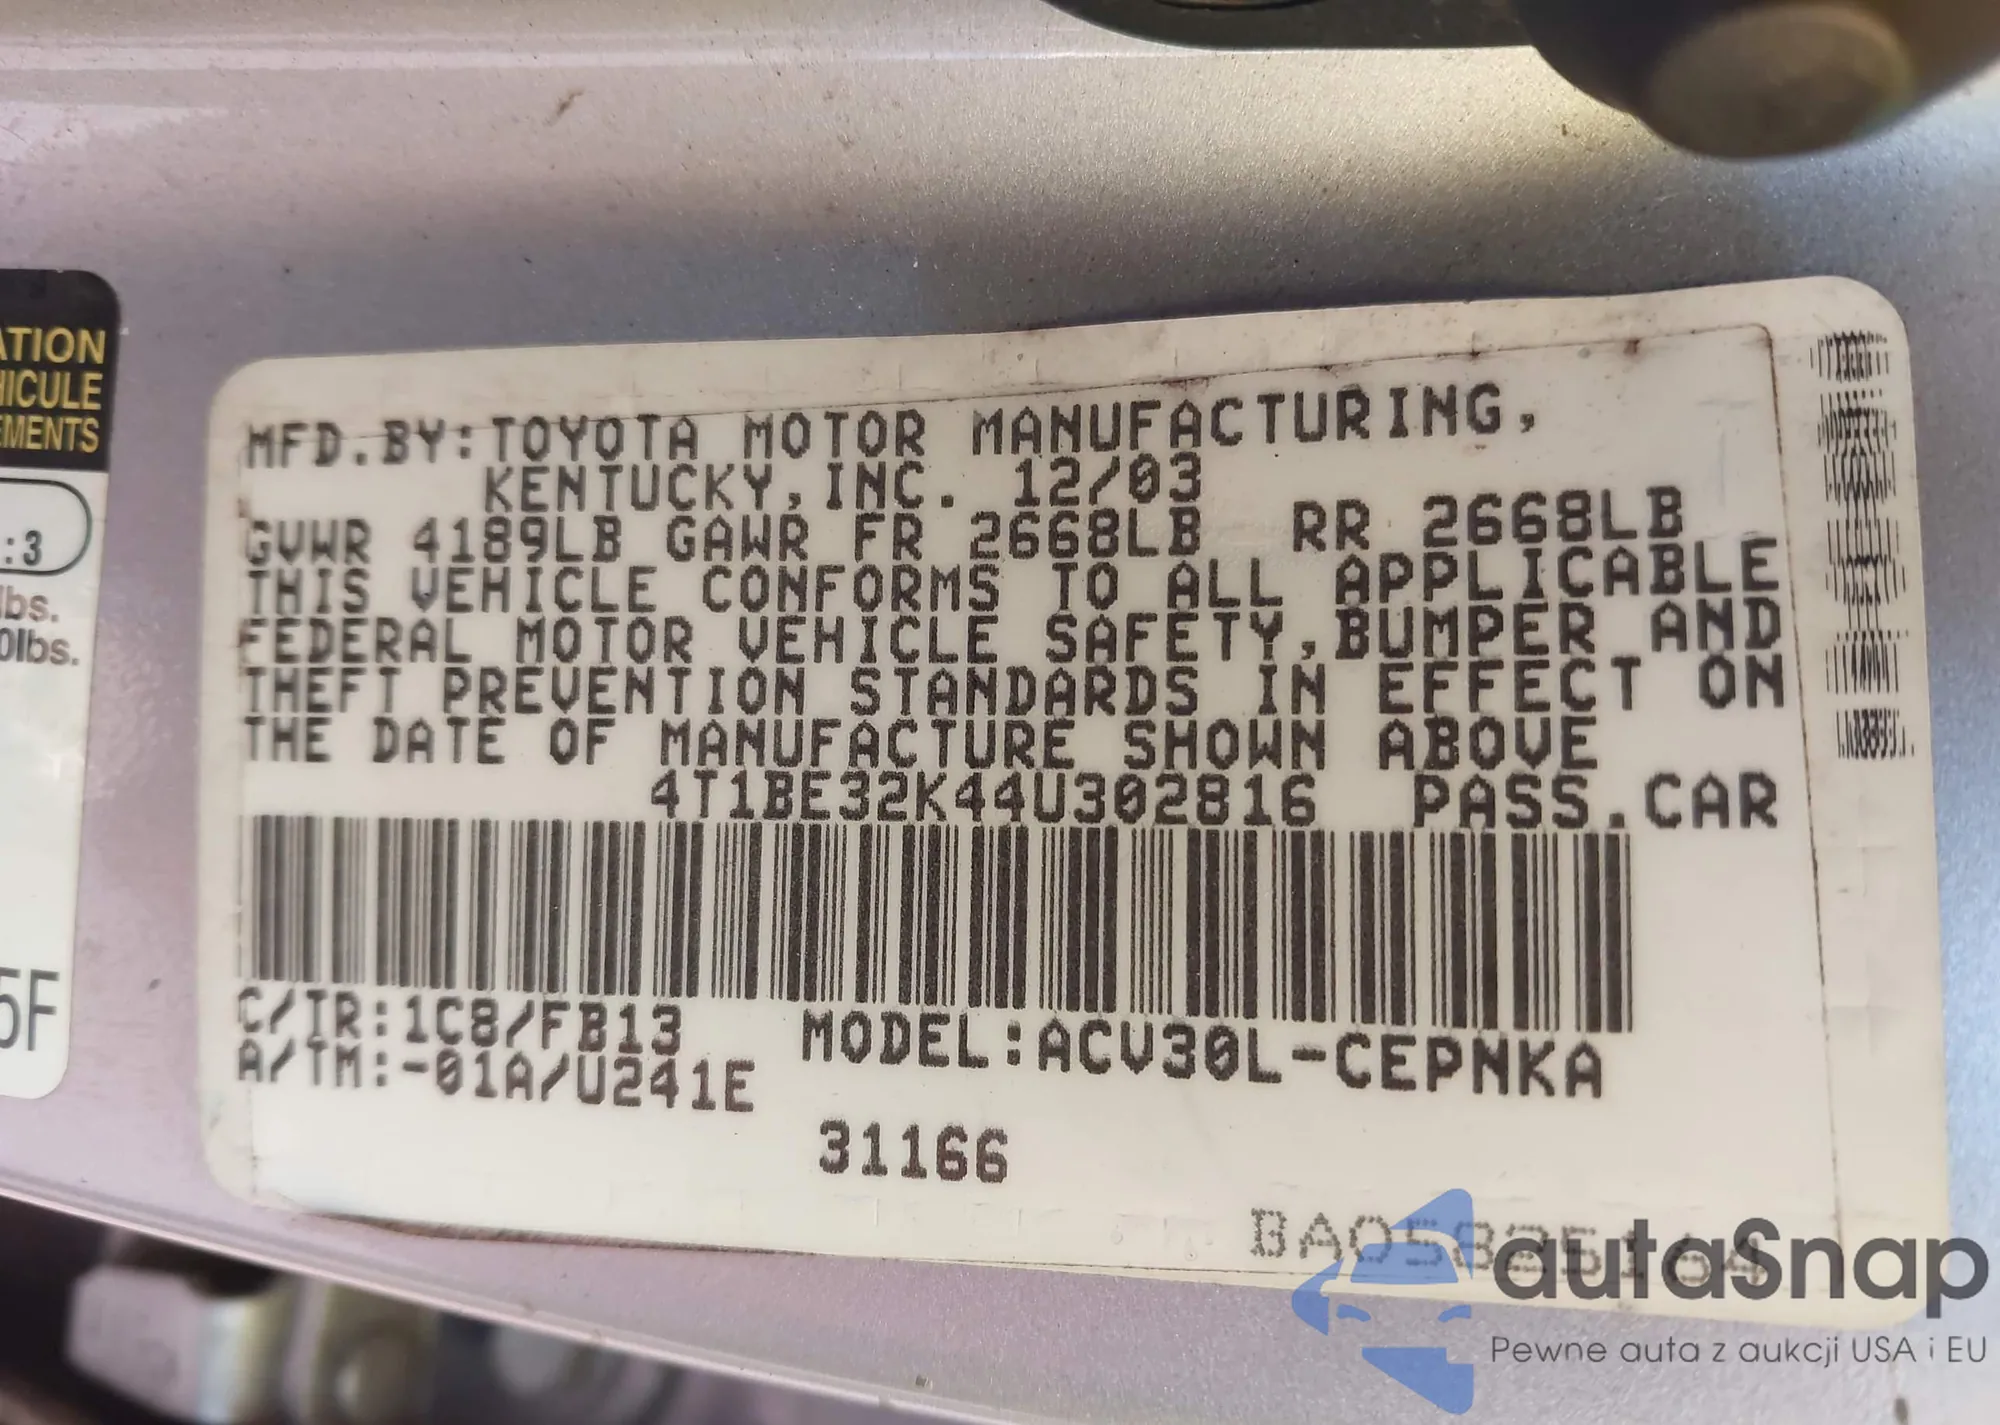 ATION
HICULE
EMENTS
:3
lbs.
0lbs.
5F
MFD.BY:TOYOTA MOTOR MANUFACTURING,
KENTUCKY,INC. 12/03
GVWR 4189LB GAWR FR 2668LB RR 2668LB
THIS VEHICLE CONFORMS TO ALL APPLICABLE
FEDERAL MOTOR VEHICLE SAFETY,BUMPER AND
THEFT PREVENTION STANDARDS IN EFFECT ON
THE DATE OF MANUFACTURE SHOWN ABOVE
4T1BE32K44U302816 PASS.CAR
C/TR:1C8/FB13 MODEL:ACV30L-CEPNKA
A/TM:-01A/U241E
31166
autaSnap
Pewne auta z aukcji USA i EU